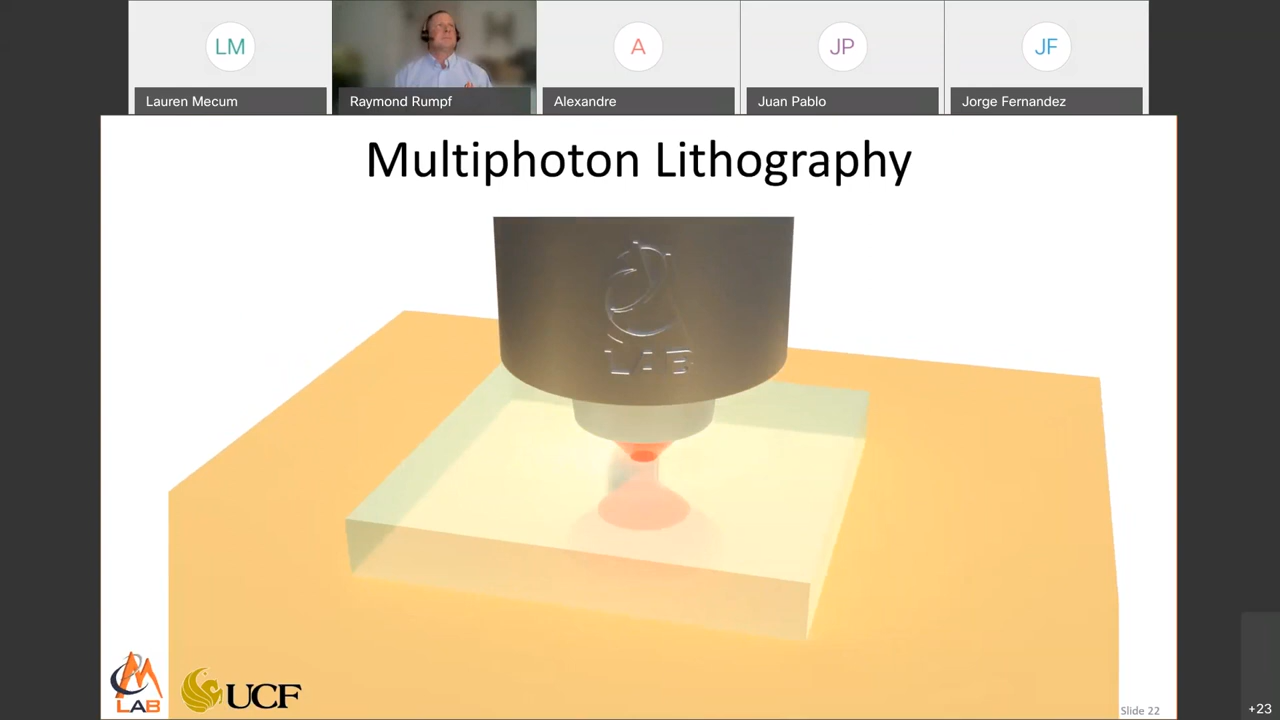 LM
A
JP
JF
Lauren Mecum
Raymond Rumpf
Alexandre
Juan Pablo
Jorge Fernandez
Multiphoton Lithography
LAB
EM
LAB
UCF
Slide 22
+23